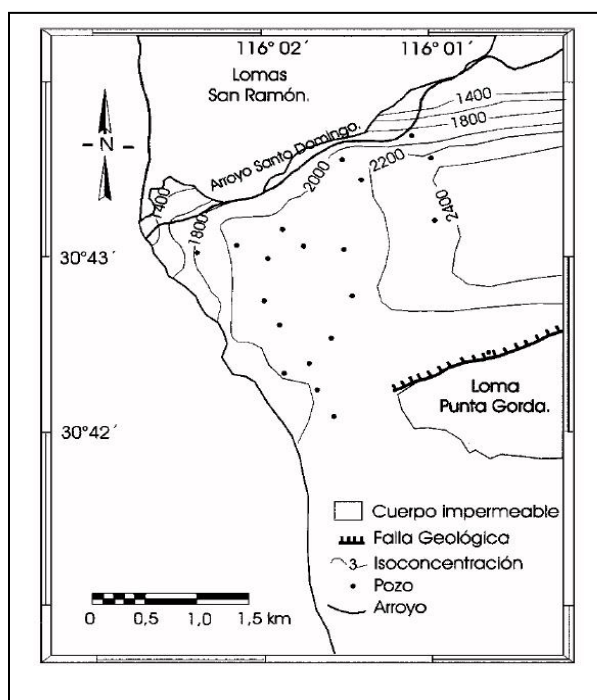 116° 02´ 116° 01´
Lomas
San Ramón.
1400
1800
Arroyo Santo Domingo.
2200
2000
2400
N
1400
1800
30°43´
Loma
Punta Gorda.
30°42´
Cuerpo impermeable
Falla Geológica
3 Isoconcentración
Pozo
Arroyo
0 0,5 1,0 1,5 km